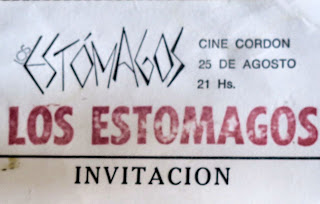 LOS ESTÓMAGOS
CINE CORDON
25 DE AGOSTO
21 Hs.
LOS ESTOMAGOS
INVITACION